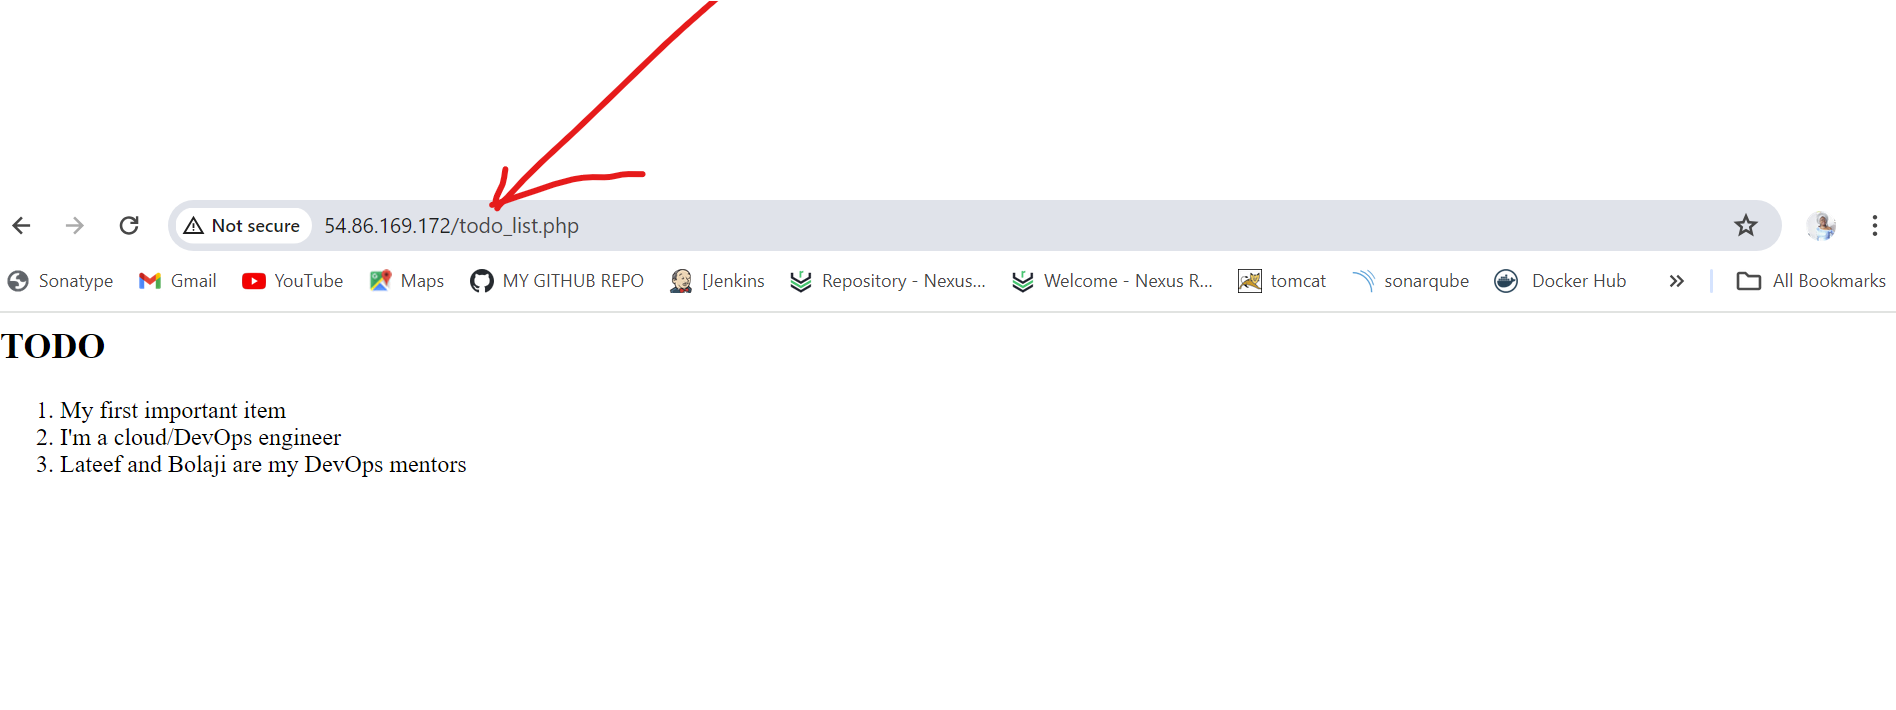 Not secure 54.86.169.172/todo_list.php
Sonatype Gmail YouTube Maps MY GITHUB REPO [Jenkins Repository - Nexus... Welcome - Nexus R... tomcat sonarqube Docker Hub » All Bookmarks
TODO
1. My first important item
2. I'm a cloud/DevOps engineer
3. Lateef and Bolaji are my DevOps mentors